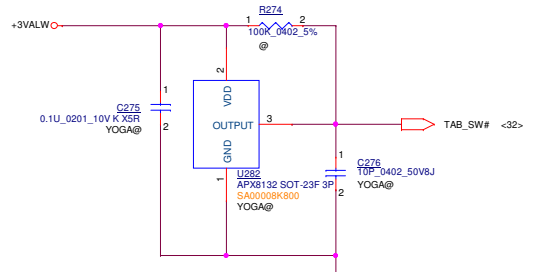 R274
+3VALW
1
2
100K_0402_5%
@
2
VDD
C275
1
0.1U_0201_10V K X5R
2
YOGA@
OUTPUT
3
TAB_SW# <32>
GND
1
C276
1
10P_0402_50V8J
2
YOGA@
U282
APX8132 SOT-23F 3P
SA00008K800
YOGA@